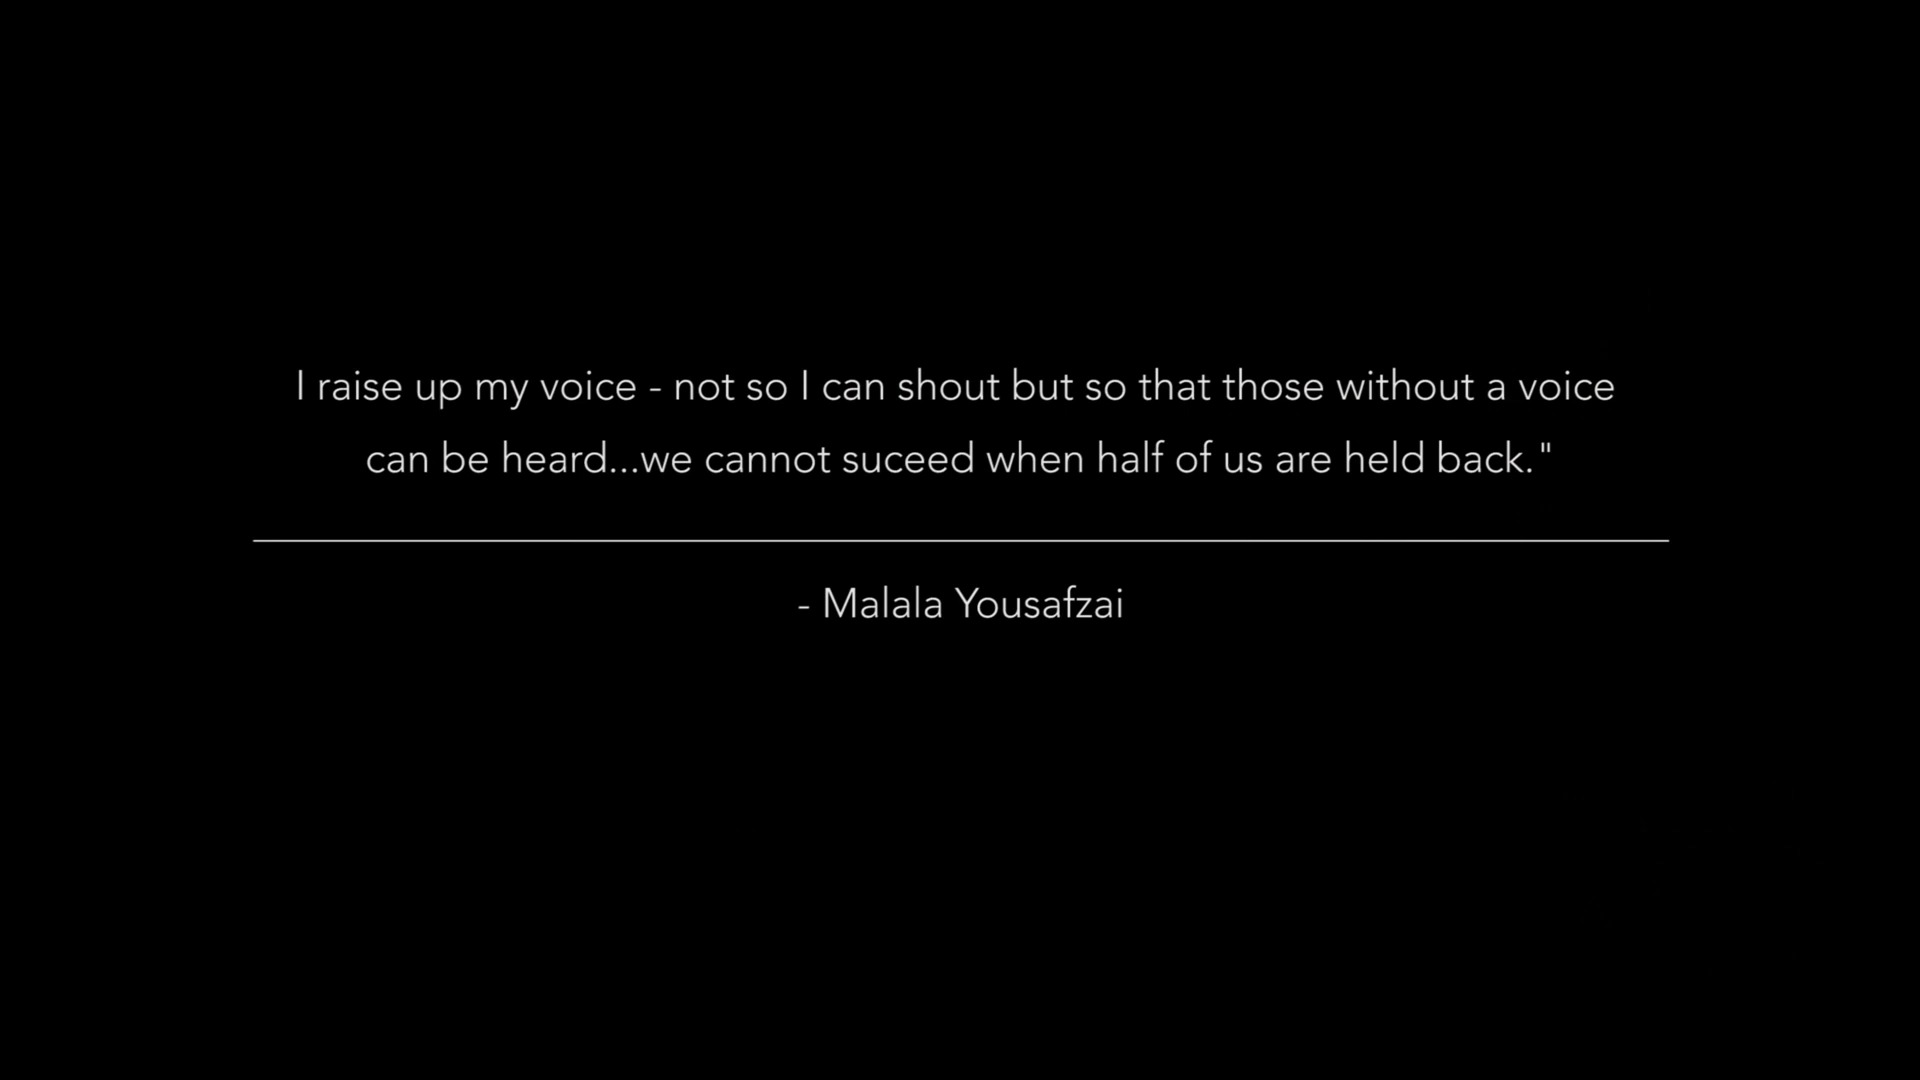 I raise up my voice - not so I can shout but so that those without a voice
can be heard...we cannot suceed when half of us are held back."
- Malala Yousafzai